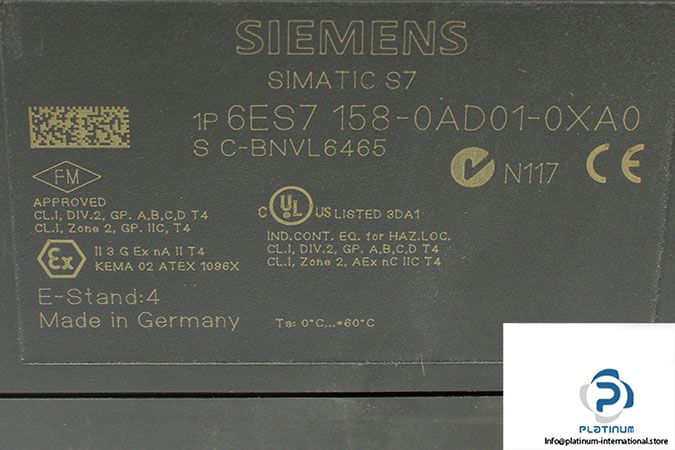 SIEMENS
SIMATIC S7
1P 6ES7 158-0AD01-0XA0
S C-BNVL6465
N117 CE
FM
APPROVED
CL.I, DIV.2, GP. A,B,C,D T4
CL.I, Zone 2, GP. IIC, T4
C UL US LISTED 3DA1
IND.CONT. EQ. for HAZ.LOC.
CL.I, DIV.2, GP. A,B,C,D T4
CL.I, Zone 2, AEx nC IIC T4
Ex II 3 G Ex nA II T4
KEMA 02 ATEX 1096X
E-Stand:4
Made in Germany
Ta: 0°C...+60°C
PLATINUM
Info@platinum-international.store